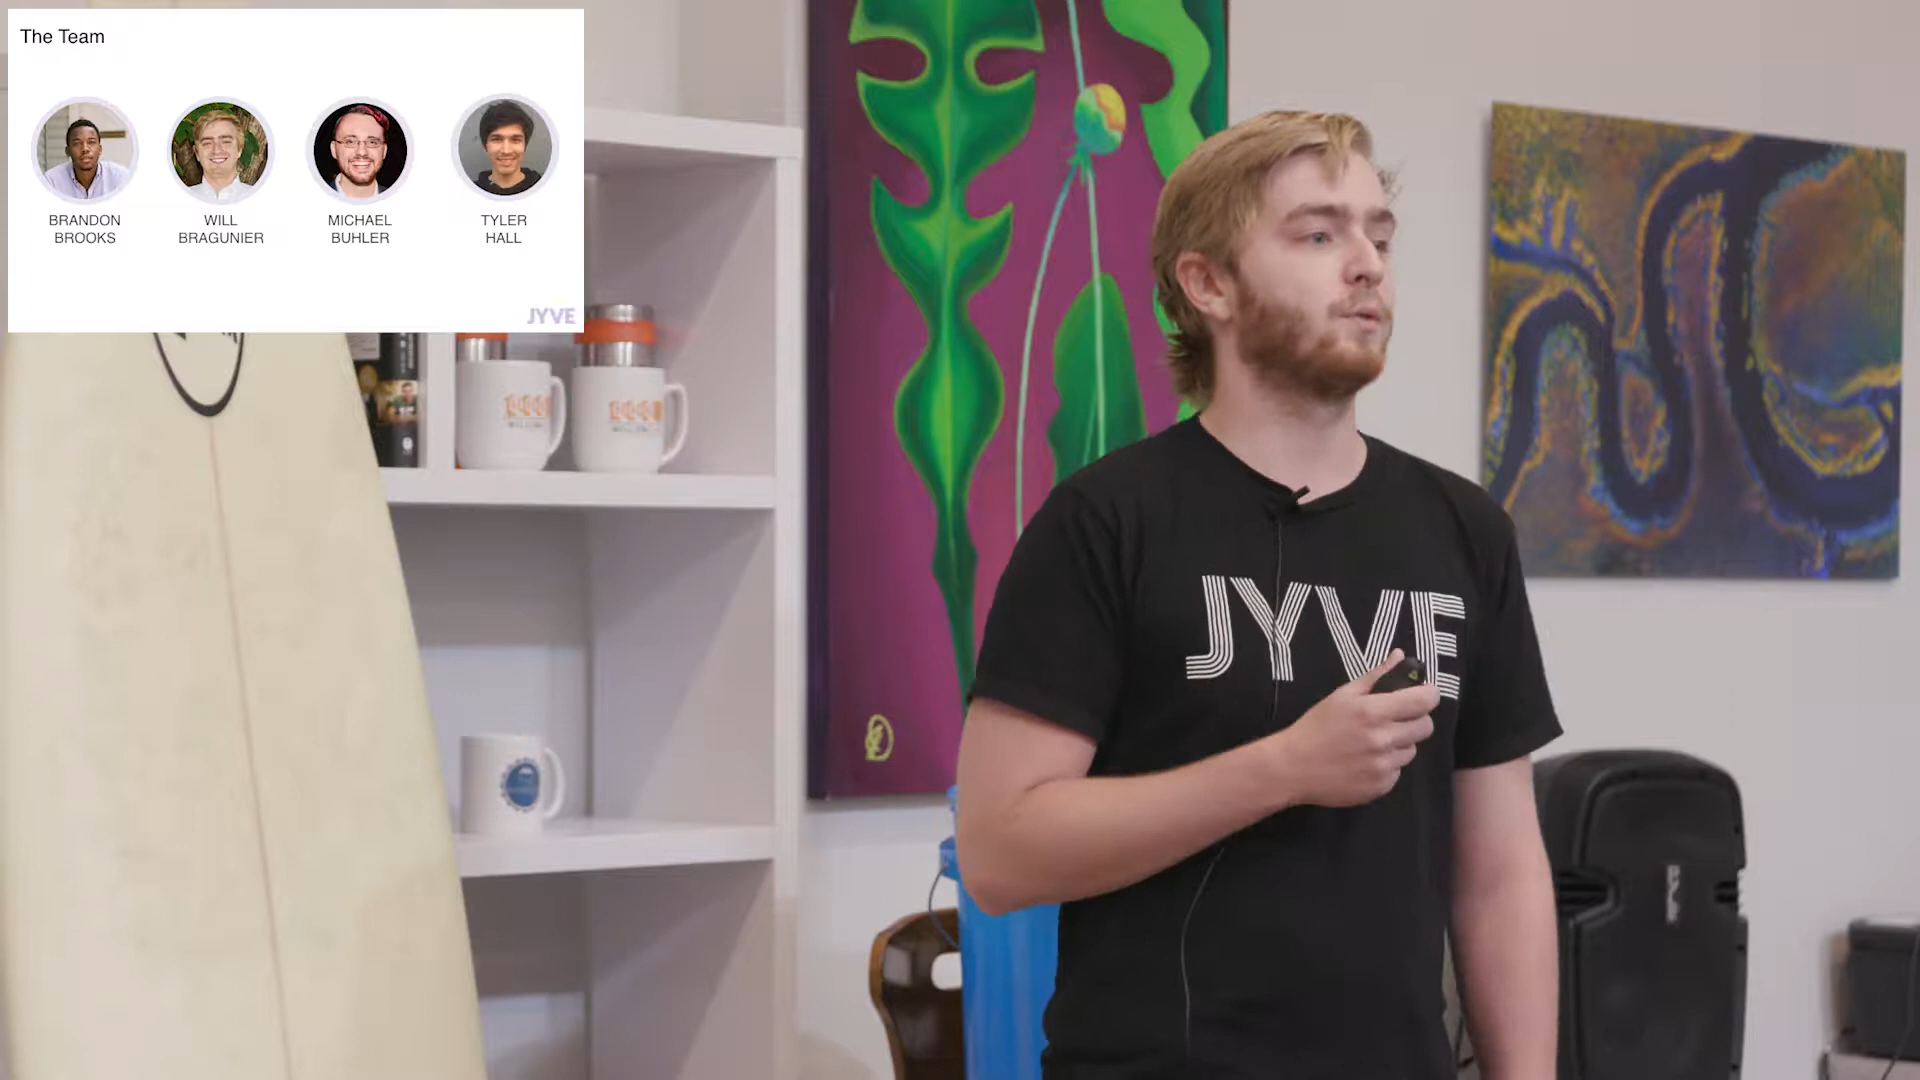 The Team
BRANDON
BROOKS
WILL
BRAGUNIER
MICHAEL
BUHLER
TYLER
HALL
JYVE
JYVE